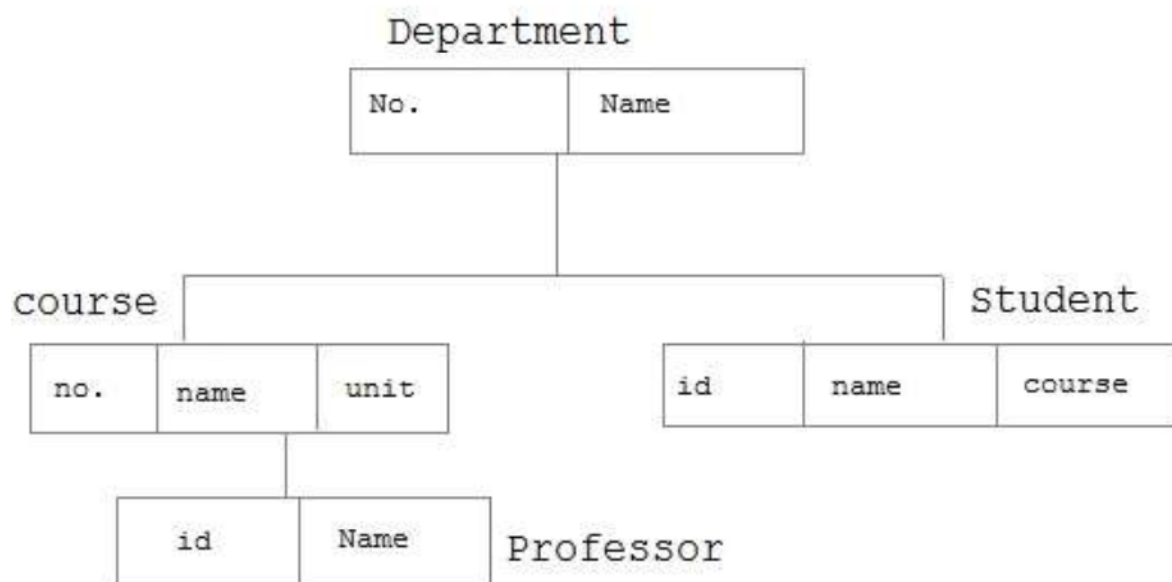 Department
No. Name
course
Student
no. name unit
id name course
id Name
Professor